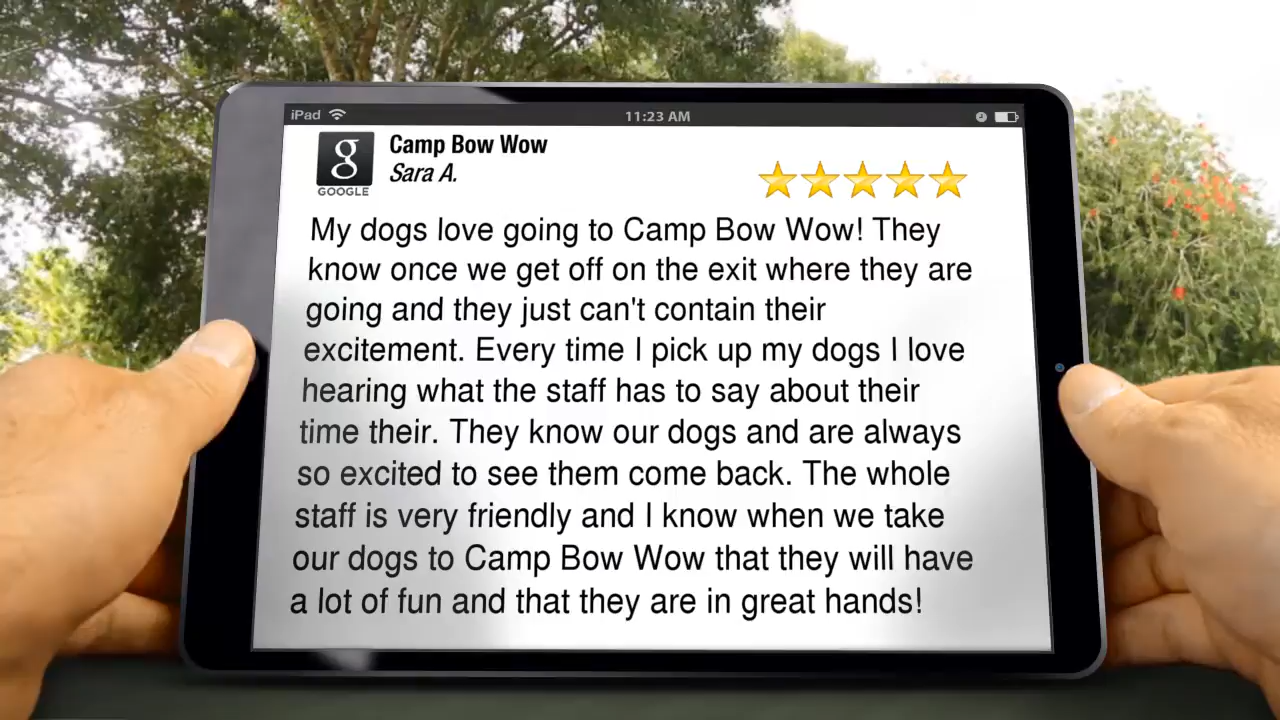 iPad 11:23 AM
g
GOOGLE
Camp Bow Wow
Sara A.
My dogs love going to Camp Bow Wow! They
know once we get off on the exit where they are
going and they just can't contain their
excitement. Every time I pick up my dogs I love
hearing what the staff has to say about their
time their. They know our dogs and are always
so excited to see them come back. The whole
staff is very friendly and I know when we take
our dogs to Camp Bow Wow that they will have
a lot of fun and that they are in great hands!